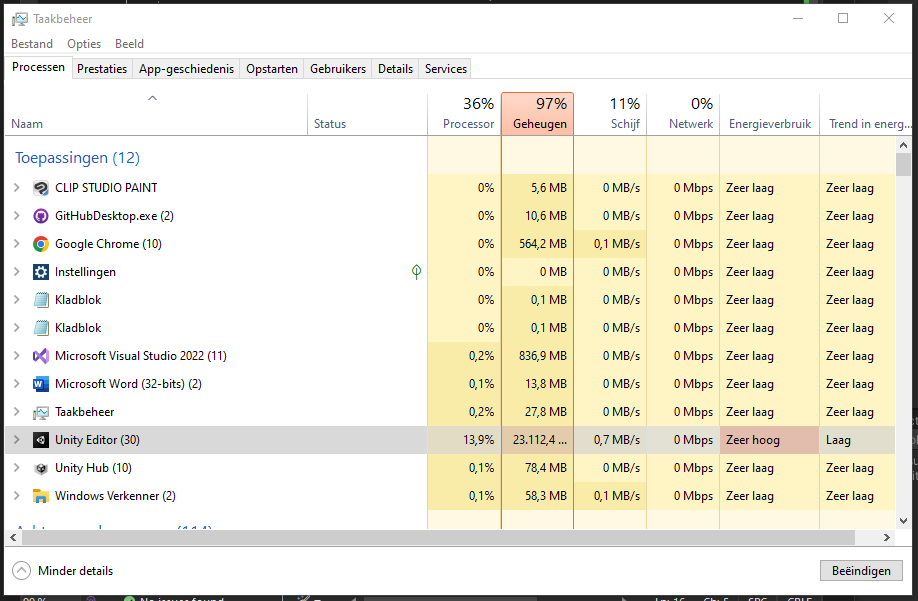 Taakbeheer
Bestand Opties Beeld
Processen Prestaties App-geschiedenis Opstarten Gebruikers Details Services
36% 97% 11% 0%
Naam Status Processor Geheugen Schijf Netwerk Energieverbruik Trend in energ...
Toepassingen (12)
CLIP STUDIO PAINT 0% 5,6 MB 0 MB/s 0 Mbps Zeer laag Zeer laag
GitHubDesktop.exe (2) 0% 10,6 MB 0 MB/s 0 Mbps Zeer laag Zeer laag
Google Chrome (10) 0% 564,2 MB 0,1 MB/s 0 Mbps Zeer laag Zeer laag
Instellingen 0% 0 MB 0 MB/s 0 Mbps Zeer laag Zeer laag
Kladblok 0% 0,1 MB 0 MB/s 0 Mbps Zeer laag Zeer laag
Kladblok 0% 0,1 MB 0 MB/s 0 Mbps Zeer laag Zeer laag
Microsoft Visual Studio 2022 (11) 0,2% 836,9 MB 0 MB/s 0 Mbps Zeer laag Zeer laag
Microsoft Word (32-bits) (2) 0,1% 13,8 MB 0 MB/s 0 Mbps Zeer laag Zeer laag
Taakbeheer 0,2% 27,8 MB 0 MB/s 0 Mbps Zeer laag Zeer laag
Unity Editor (30) 13,9% 23.112,4 ... 0,7 MB/s 0 Mbps Zeer hoog Laag
Unity Hub (10) 0,1% 78,4 MB 0 MB/s 0 Mbps Zeer laag Zeer laag
Windows Verkenner (2) 0,1% 58,3 MB 0,1 MB/s 0 Mbps Zeer laag Zeer laag
Minder details Beëindigen